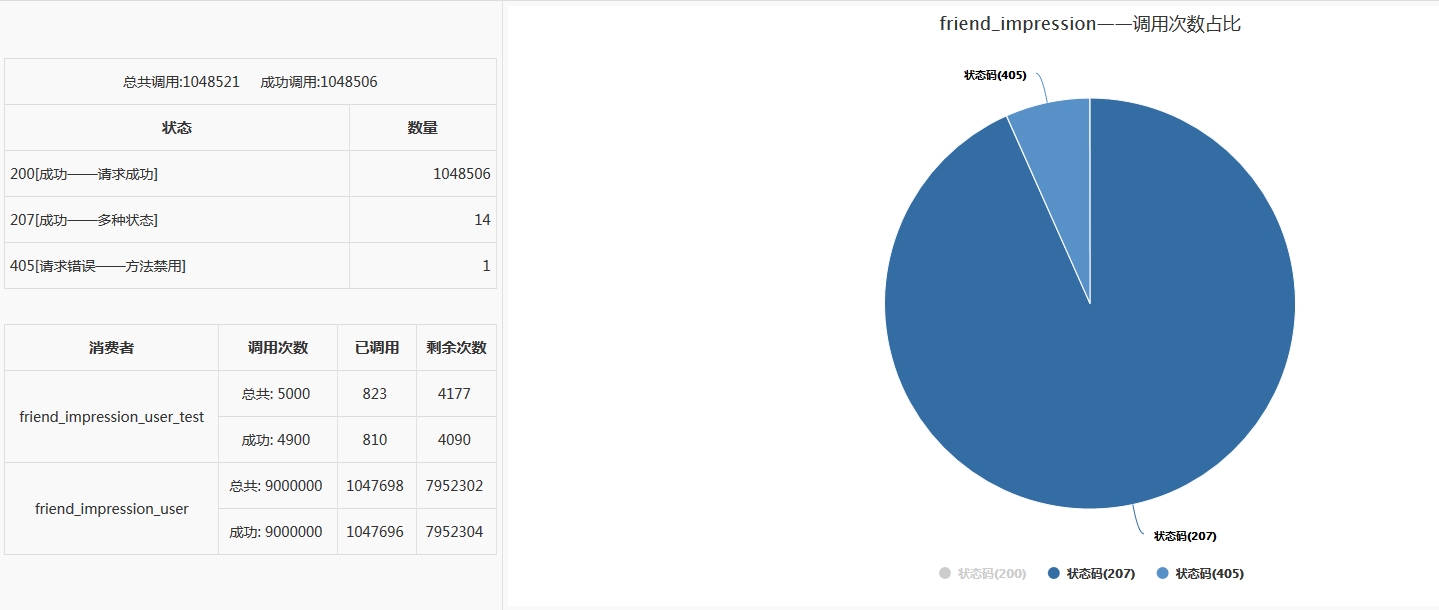 总共调用:1048521 成功调用:1048506
状态 数量
200[成功——请求成功] 1048506
207[成功——多种状态] 14
405[请求错误——方法禁用] 1
消费者 调用次数 已调用 剩余次数
friend_impression_user_test
总共: 5000 823 4177
成功: 4900 810 4090
friend_impression_user
总共: 9000000 1047698 7952302
成功: 9000000 1047696 7952304
friend_impression——调用次数占比
状态码(405)
状态码(207)
状态码(200) 状态码(207) 状态码(405)